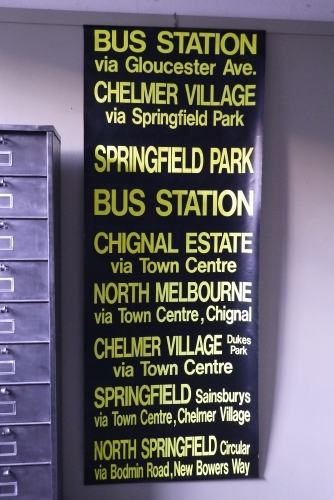 BUS STATION
via Gloucester Ave.
CHELMER VILLAGE
via Springfield Park
SPRINGFIELD PARK
BUS STATION
CHIGNAL ESTATE
via Town Centre
NORTH MELBOURNE
via Town Centre, Chignal
CHELMER VILLAGE Dukes Park
via Town Centre
SPRINGFIELD Sainsburys
via Town Centre, Chelmer Village
NORTH SPRINGFIELD Circular
via Bodmin Road, New Bowers Way